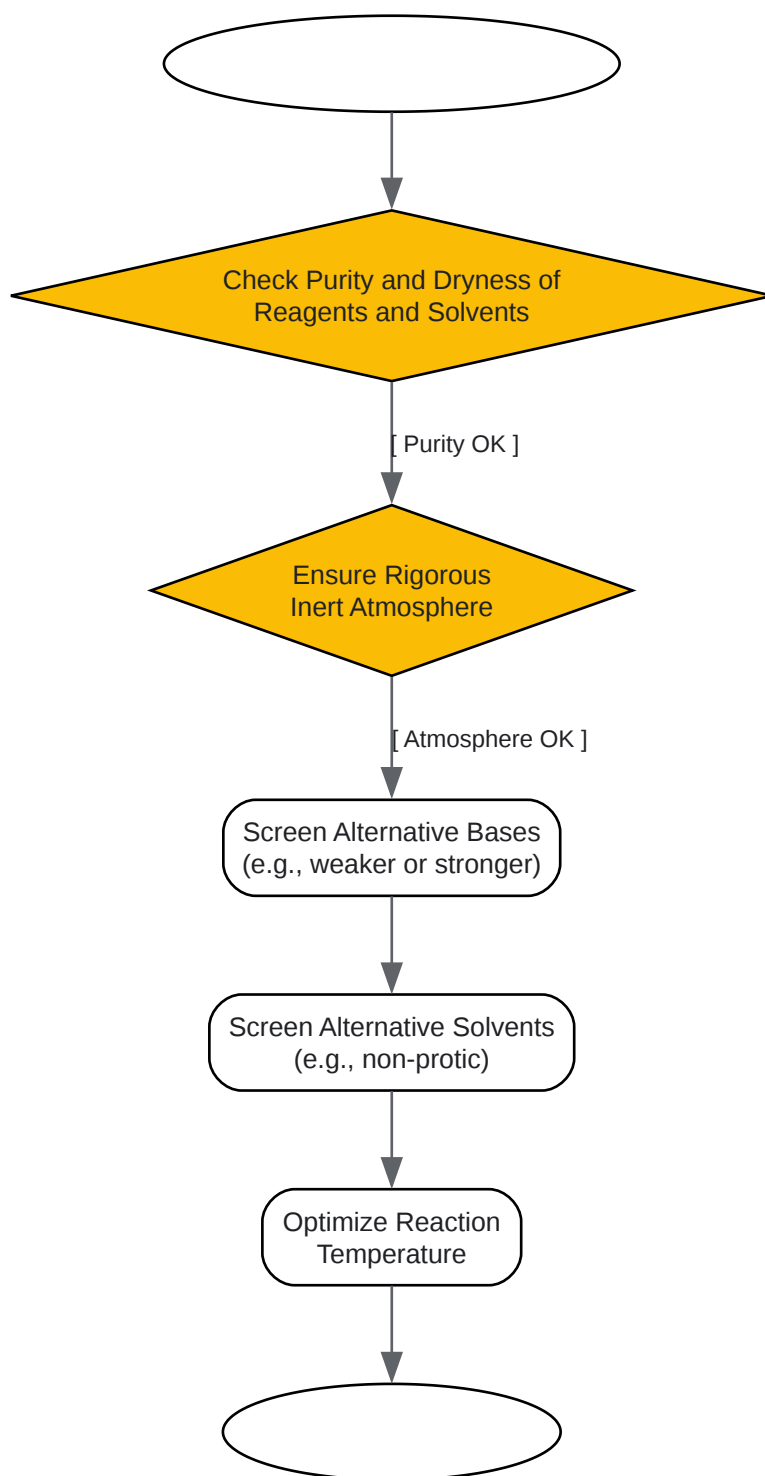 Check Purity and Dryness of
Reagents and Solvents
[ Purity OK ]
Ensure Rigorous
Inert Atmosphere
[ Atmosphere OK ]
Screen Alternative Bases
(e.g., weaker or stronger)
Screen Alternative Solvents
(e.g., non-protic)
Optimize Reaction
Temperature